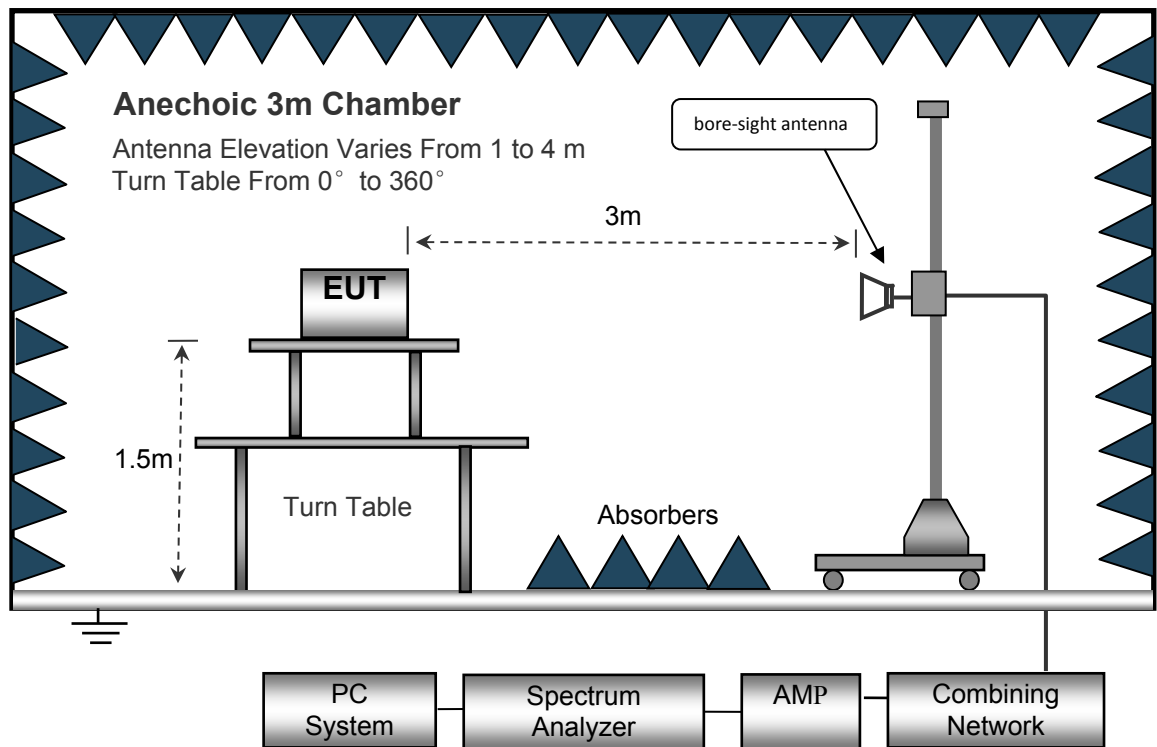 Anechoic 3m Chamber
Antenna Elevation Varies From 1 to 4 m
Turn Table From 0° to 360°
bore-sight antenna
3m
EUT
1.5m
Turn Table
Absorbers
PC
System
Spectrum
Analyzer
AMP
Combining
Network